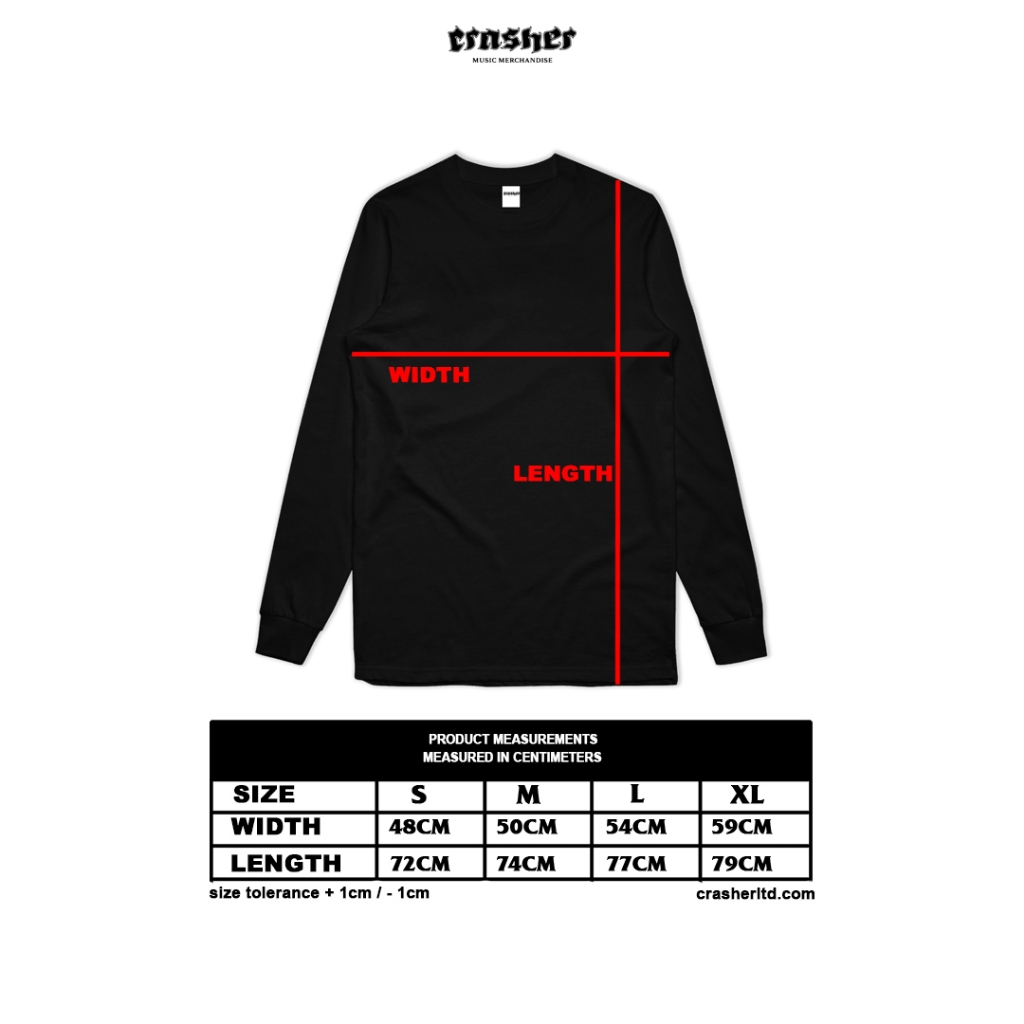 crasher
MUSIC MERCHANDISE
crasher
WIDTH
LENGTH
PRODUCT MEASUREMENTS
MEASURED IN CENTIMETERS
SIZE S M L XL
WIDTH 48CM 50CM 54CM 59CM
LENGTH 72CM 74CM 77CM 79CM
size tolerance + 1cm / - 1cm
crasherltd.com